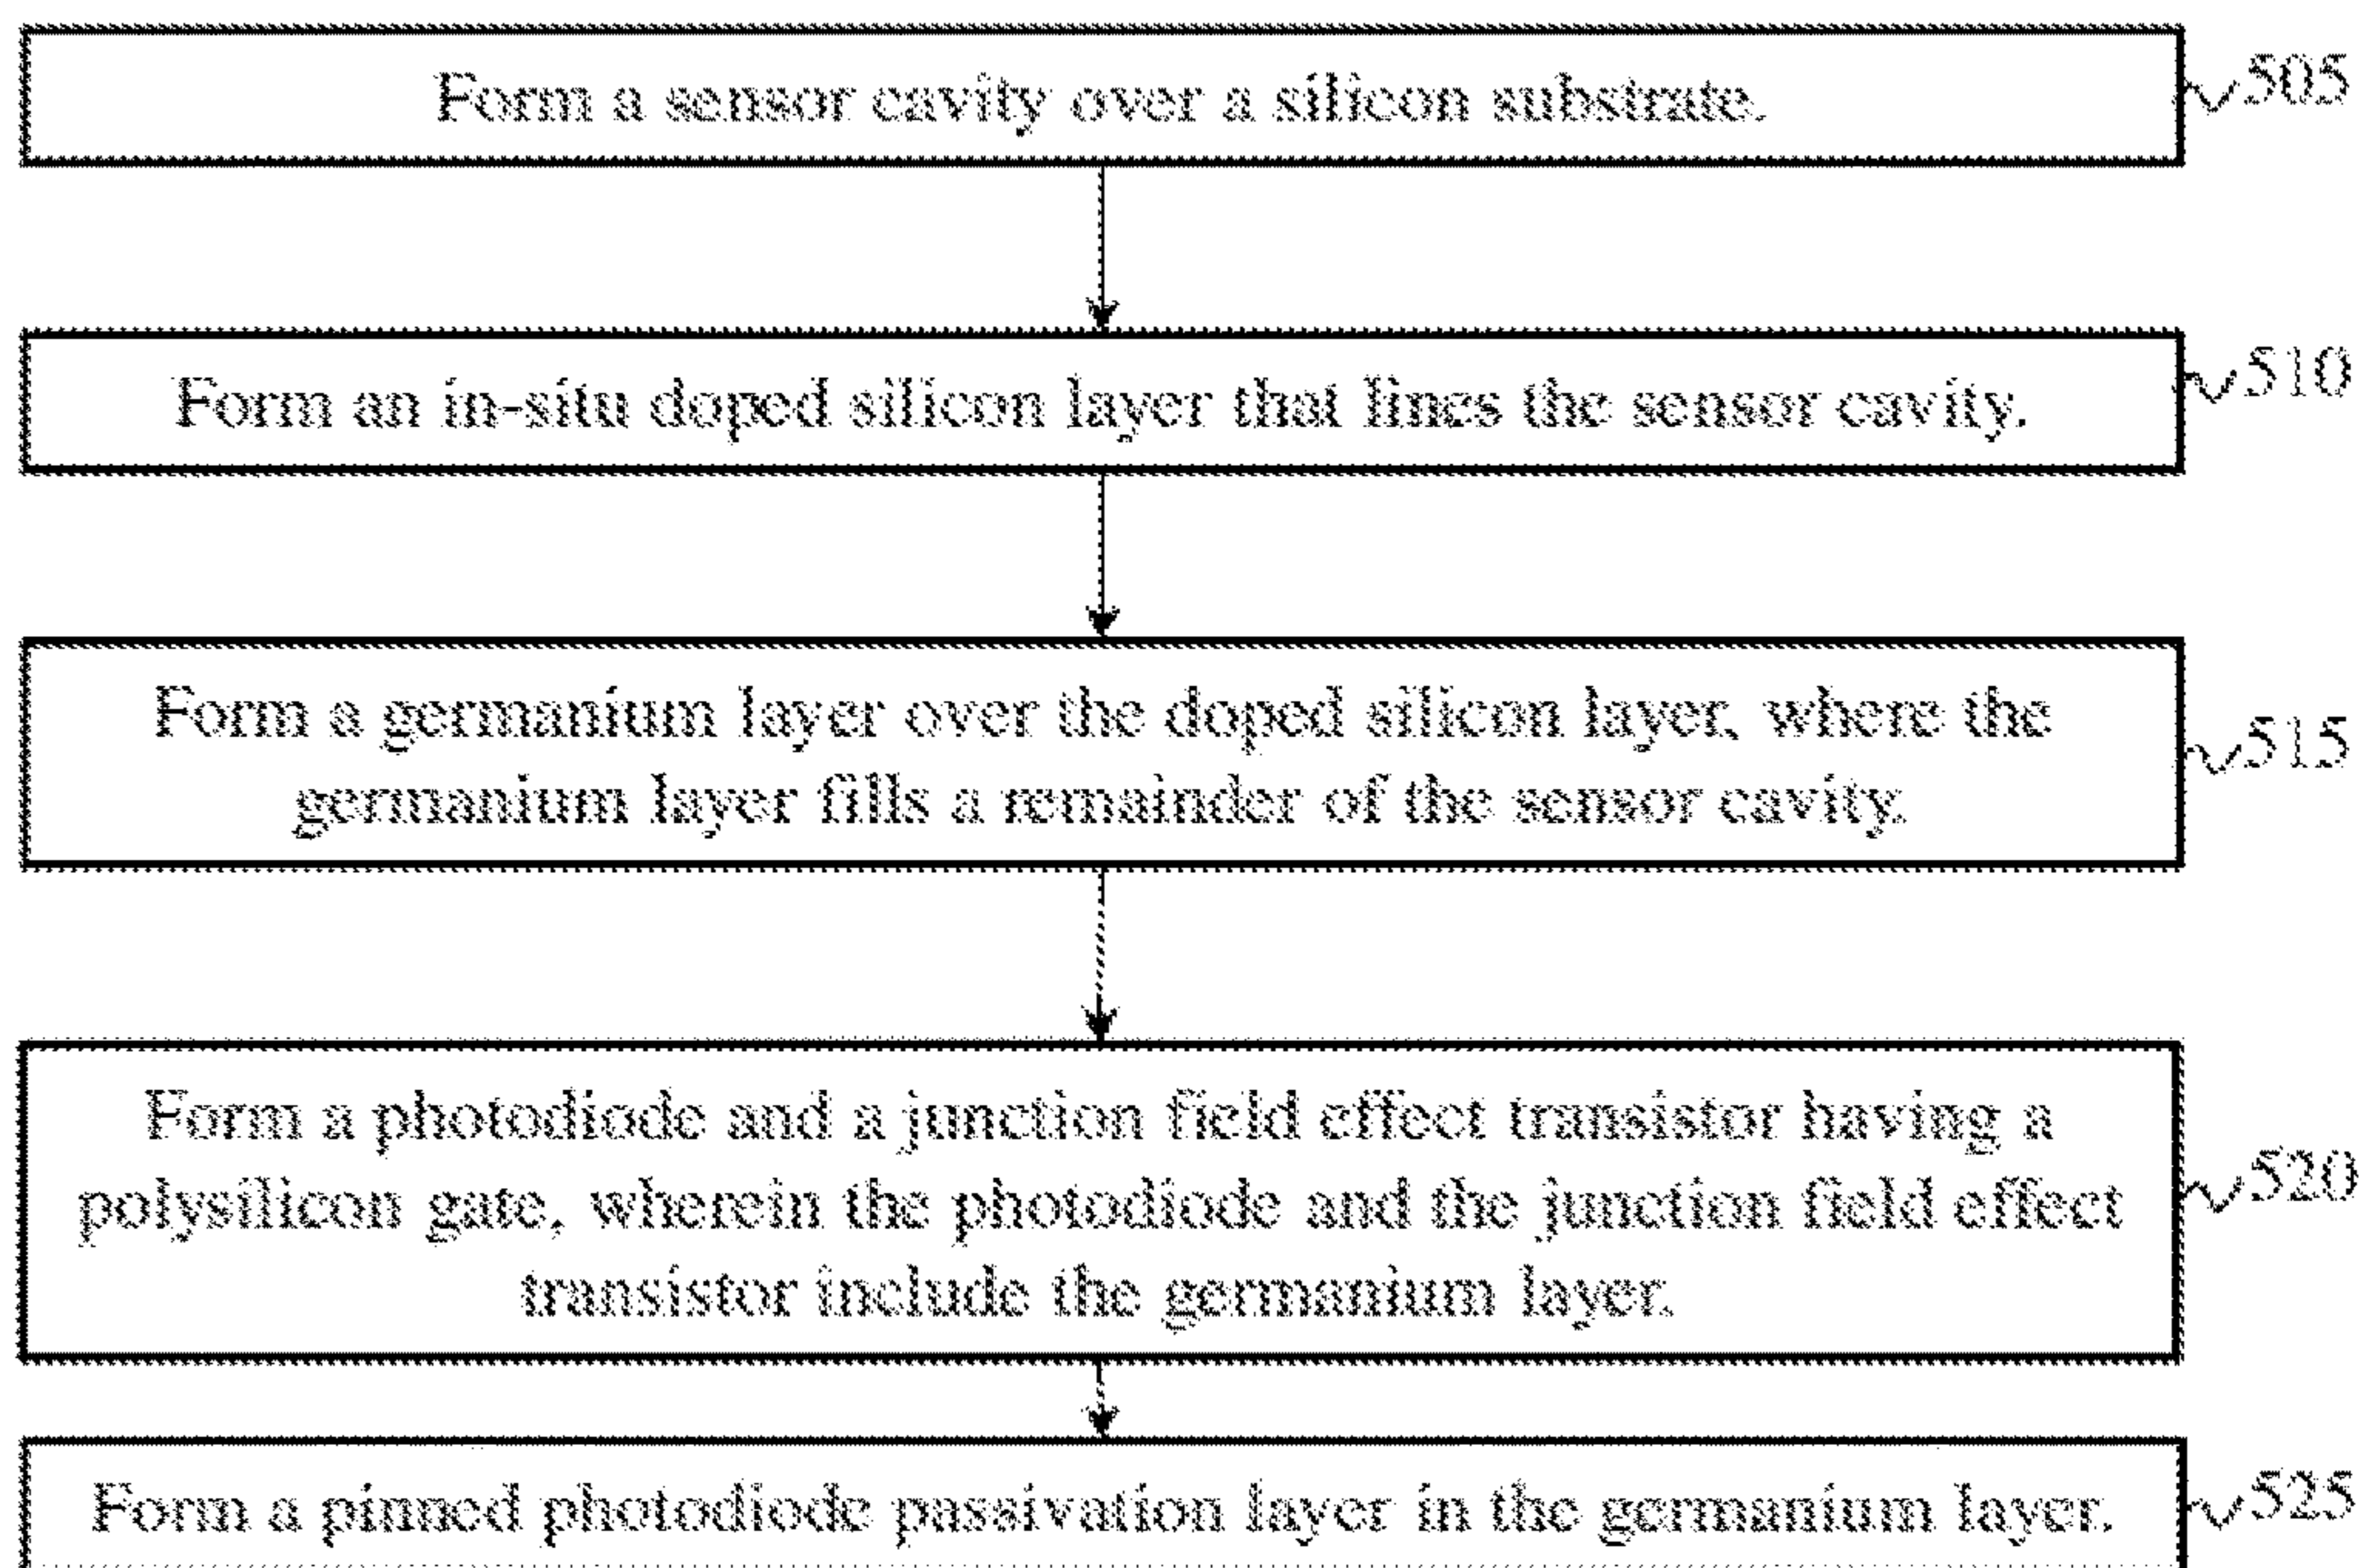 Form a sensor cavity over a silicon substrate.
505
Form an in-situ doped silicon layer that lines the sensor cavity.
510
Form a germanium layer over the doped silicon layer, where the
germanium layer fills a remainder of the sensor cavity.
515
Form a photodiode and a junction field effect transistor having a
polysilicon gate, wherein the photodiode and the junction field effect
transistor include the germanium layer.
520
Form a pinned photodiode passivation layer in the germanium layer.
525